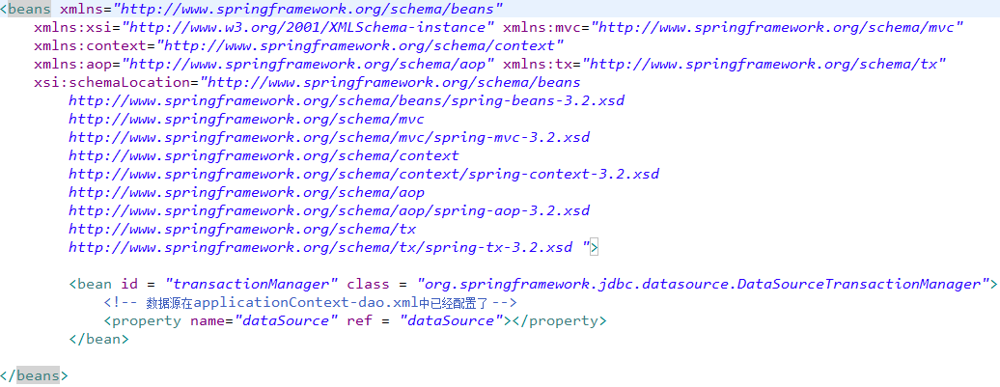 <beans xmlns="http://www.springframework.org/schema/beans"
xmlns:xsi="http://www.w3.org/2001/XMLSchema-instance" xmlns:mvc="http://www.springframework.org/schema/mvc"
xmlns:context="http://www.springframework.org/schema/context"
xmlns:aop="http://www.springframework.org/schema/aop" xmlns:tx="http://www.springframework.org/schema/tx"
xsi:schemaLocation="http://www.springframework.org/schema/beans
http://www.springframework.org/schema/beans/spring-beans-3.2.xsd
http://www.springframework.org/schema/mvc
http://www.springframework.org/schema/mvc/spring-mvc-3.2.xsd
http://www.springframework.org/schema/context
http://www.springframework.org/schema/context/spring-context-3.2.xsd
http://www.springframework.org/schema/aop
http://www.springframework.org/schema/aop/spring-aop-3.2.xsd
http://www.springframework.org/schema/tx
http://www.springframework.org/schema/tx/spring-tx-3.2.xsd ">
<bean id = "transactionManager" class = "org.springframework.jdbc.datasource.DataSourceTransactionManager">
<!-- 数据源在applicationContext-dao.xml中已经配置了 -->
<property name="dataSource" ref = "dataSource"></property>
</bean>
</beans>